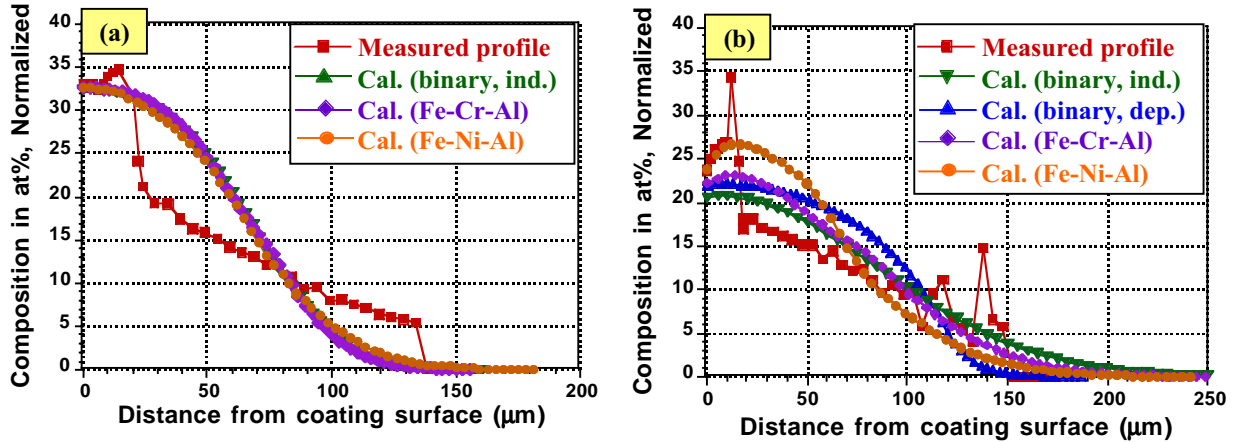 (a)
Measured profile
Cal. (binary, ind.)
Cal. (Fe-Cr-Al)
Cal. (Fe-Ni-Al)
Composition in at%, Normalized
40
35
30
25
20
15
10
5
0
0 50 100 150 200
Distance from coating surface (μm)
(b)
Measured profile
Cal. (binary, ind.)
Cal. (binary, dep.)
Cal. (Fe-Cr-Al)
Cal. (Fe-Ni-Al)
Composition in at%, Normalized
40
35
30
25
20
15
10
5
0
0 50 100 150 200 250
Distance from coating surface (μm)